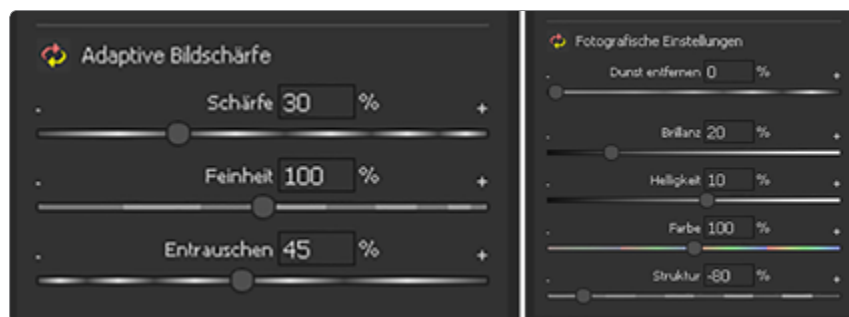 Adaptive Bildschärfe
Schärfe 30 %
- +
Feinheit 100 %
- +
Entrauschen 45 %
- +
Fotografische Einstellungen
Dunst entfernen 0 %
- +
Brillanz 20 %
- +
Helligkeit 10 %
- +
Farbe 100 %
- +
Struktur -80 %
- +